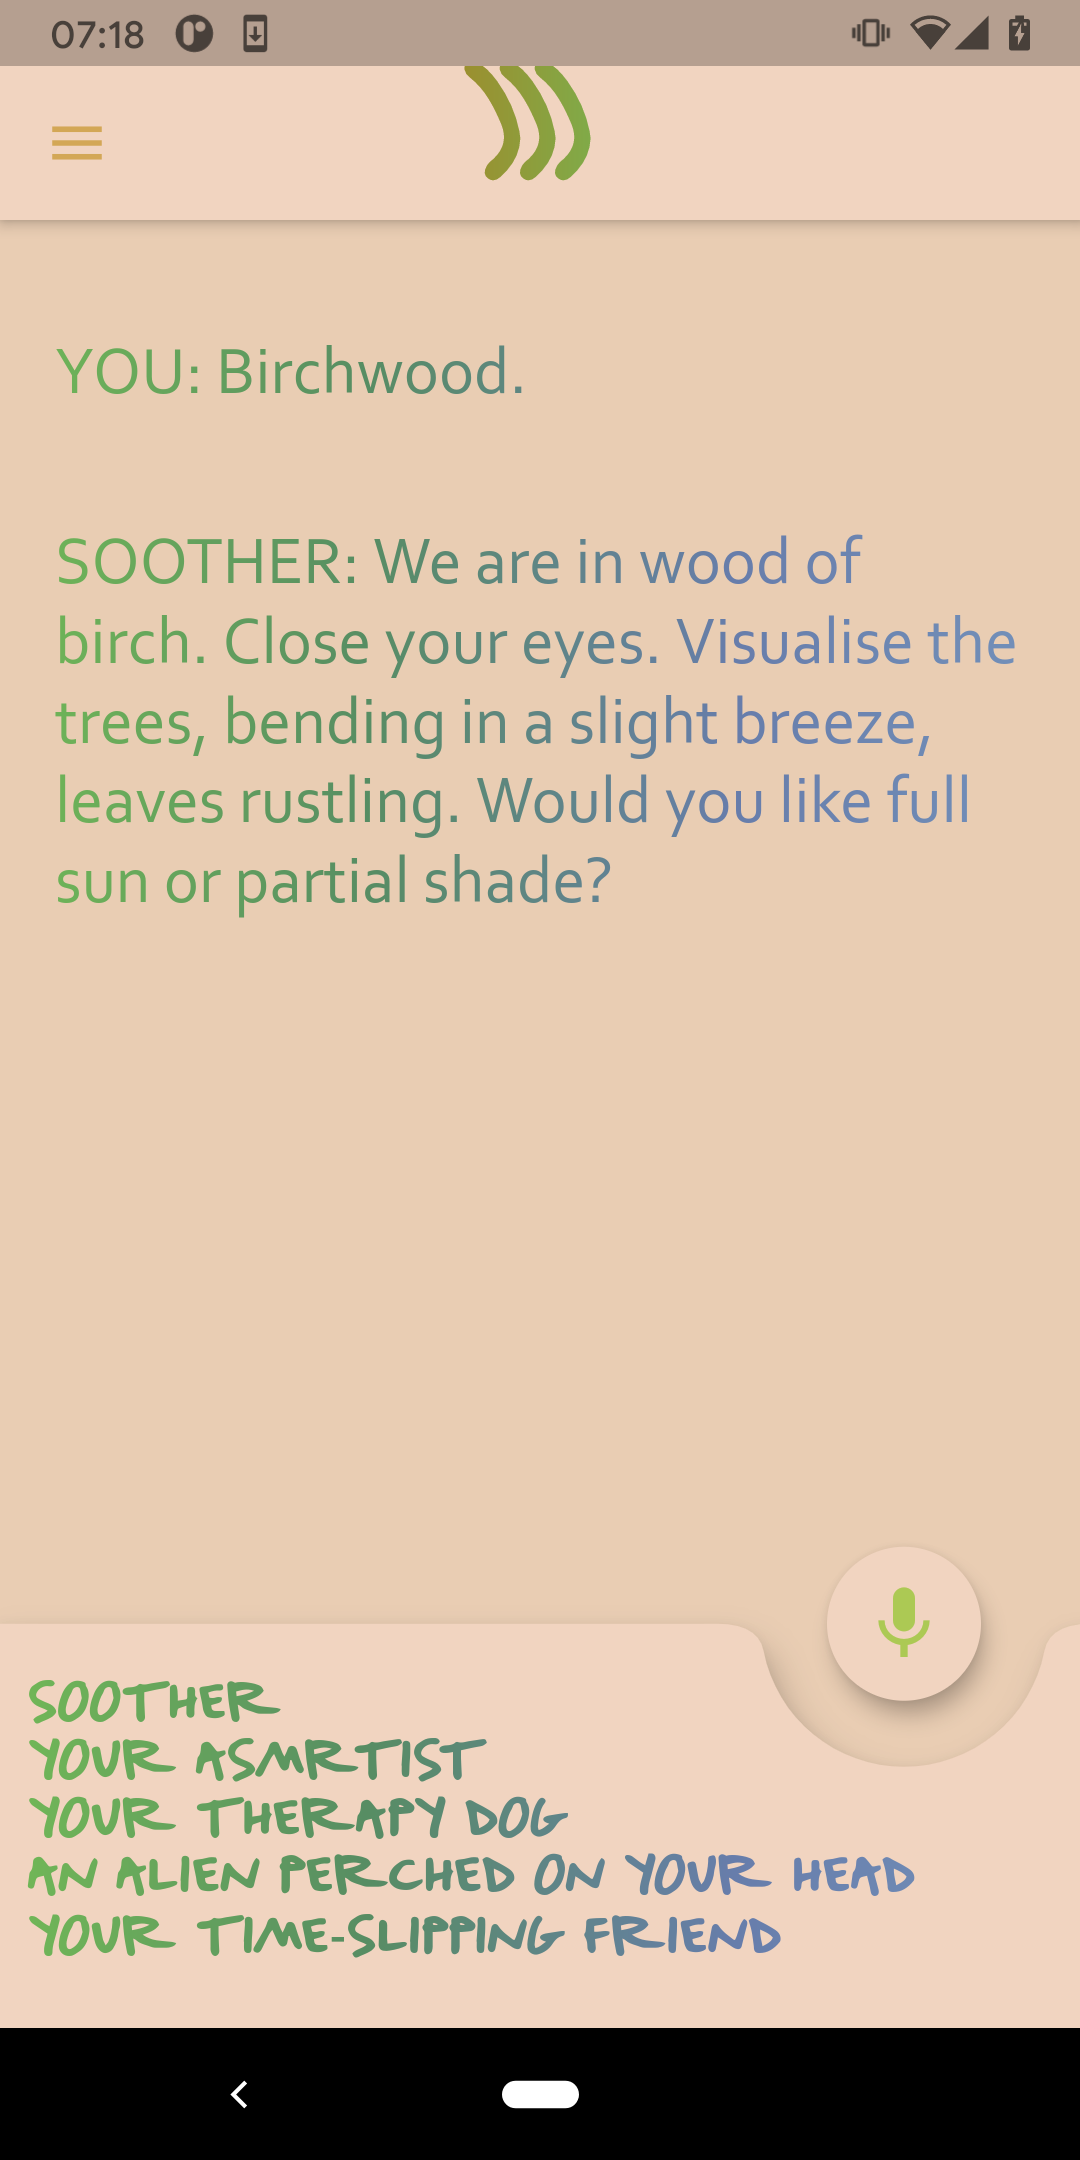 07:18
YOU: Birchwood.
SOOTHER: We are in wood of
birch. Close your eyes. Visualise the
trees, bending in a slight breeze,
leaves rustling. Would you like full
sun or partial shade?
SOOTHER
YOUR ASMRTIST
YOUR THERAPY DOG
AN ALIEN PERCHED ON YOUR HEAD
YOUR TIME-SLIPPING FRIEND